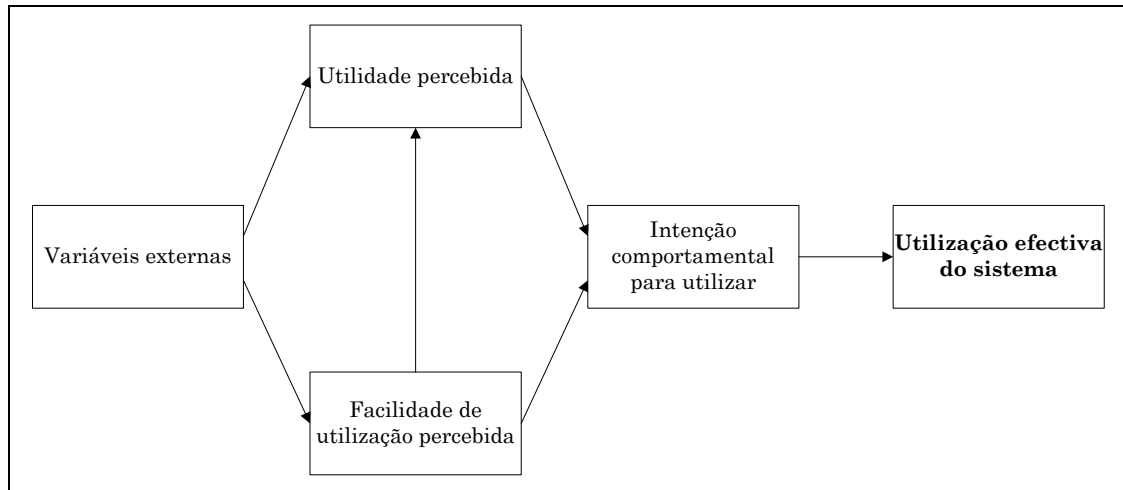 Utilidade percebida
Variáveis externas
Intenção
comportamental
para utilizar
Utilização efectiva
do sistema
Facilidade de
utilização percebida